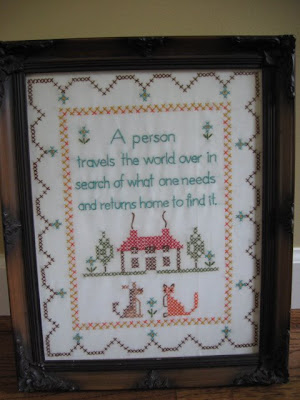 A person
travels the world over in
search of what one needs
and returns home to find it.